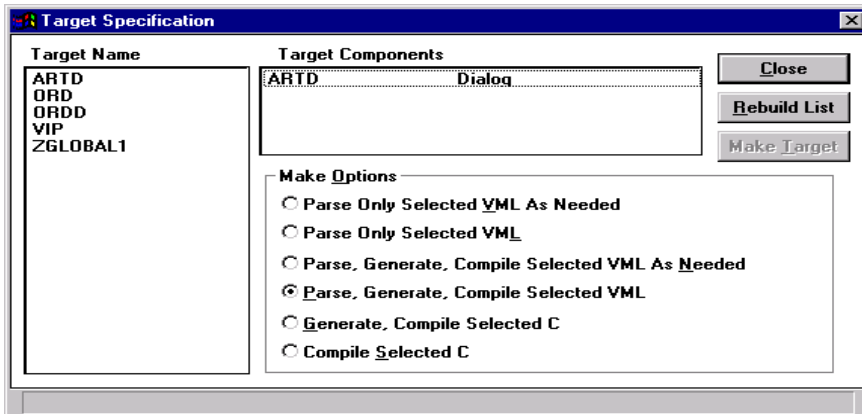 Target Specification
Target Name
Target Components
ARTD
ORD
ORDD
VIP
ZGLOBAL1
ARTD Dialog
Close
Rebuild List
Make Target
Make Options
Parse Only Selected VML As Needed
Parse Only Selected VML
Parse, Generate, Compile Selected VML As Needed
Parse, Generate, Compile Selected VML
Generate, Compile Selected C
Compile Selected C